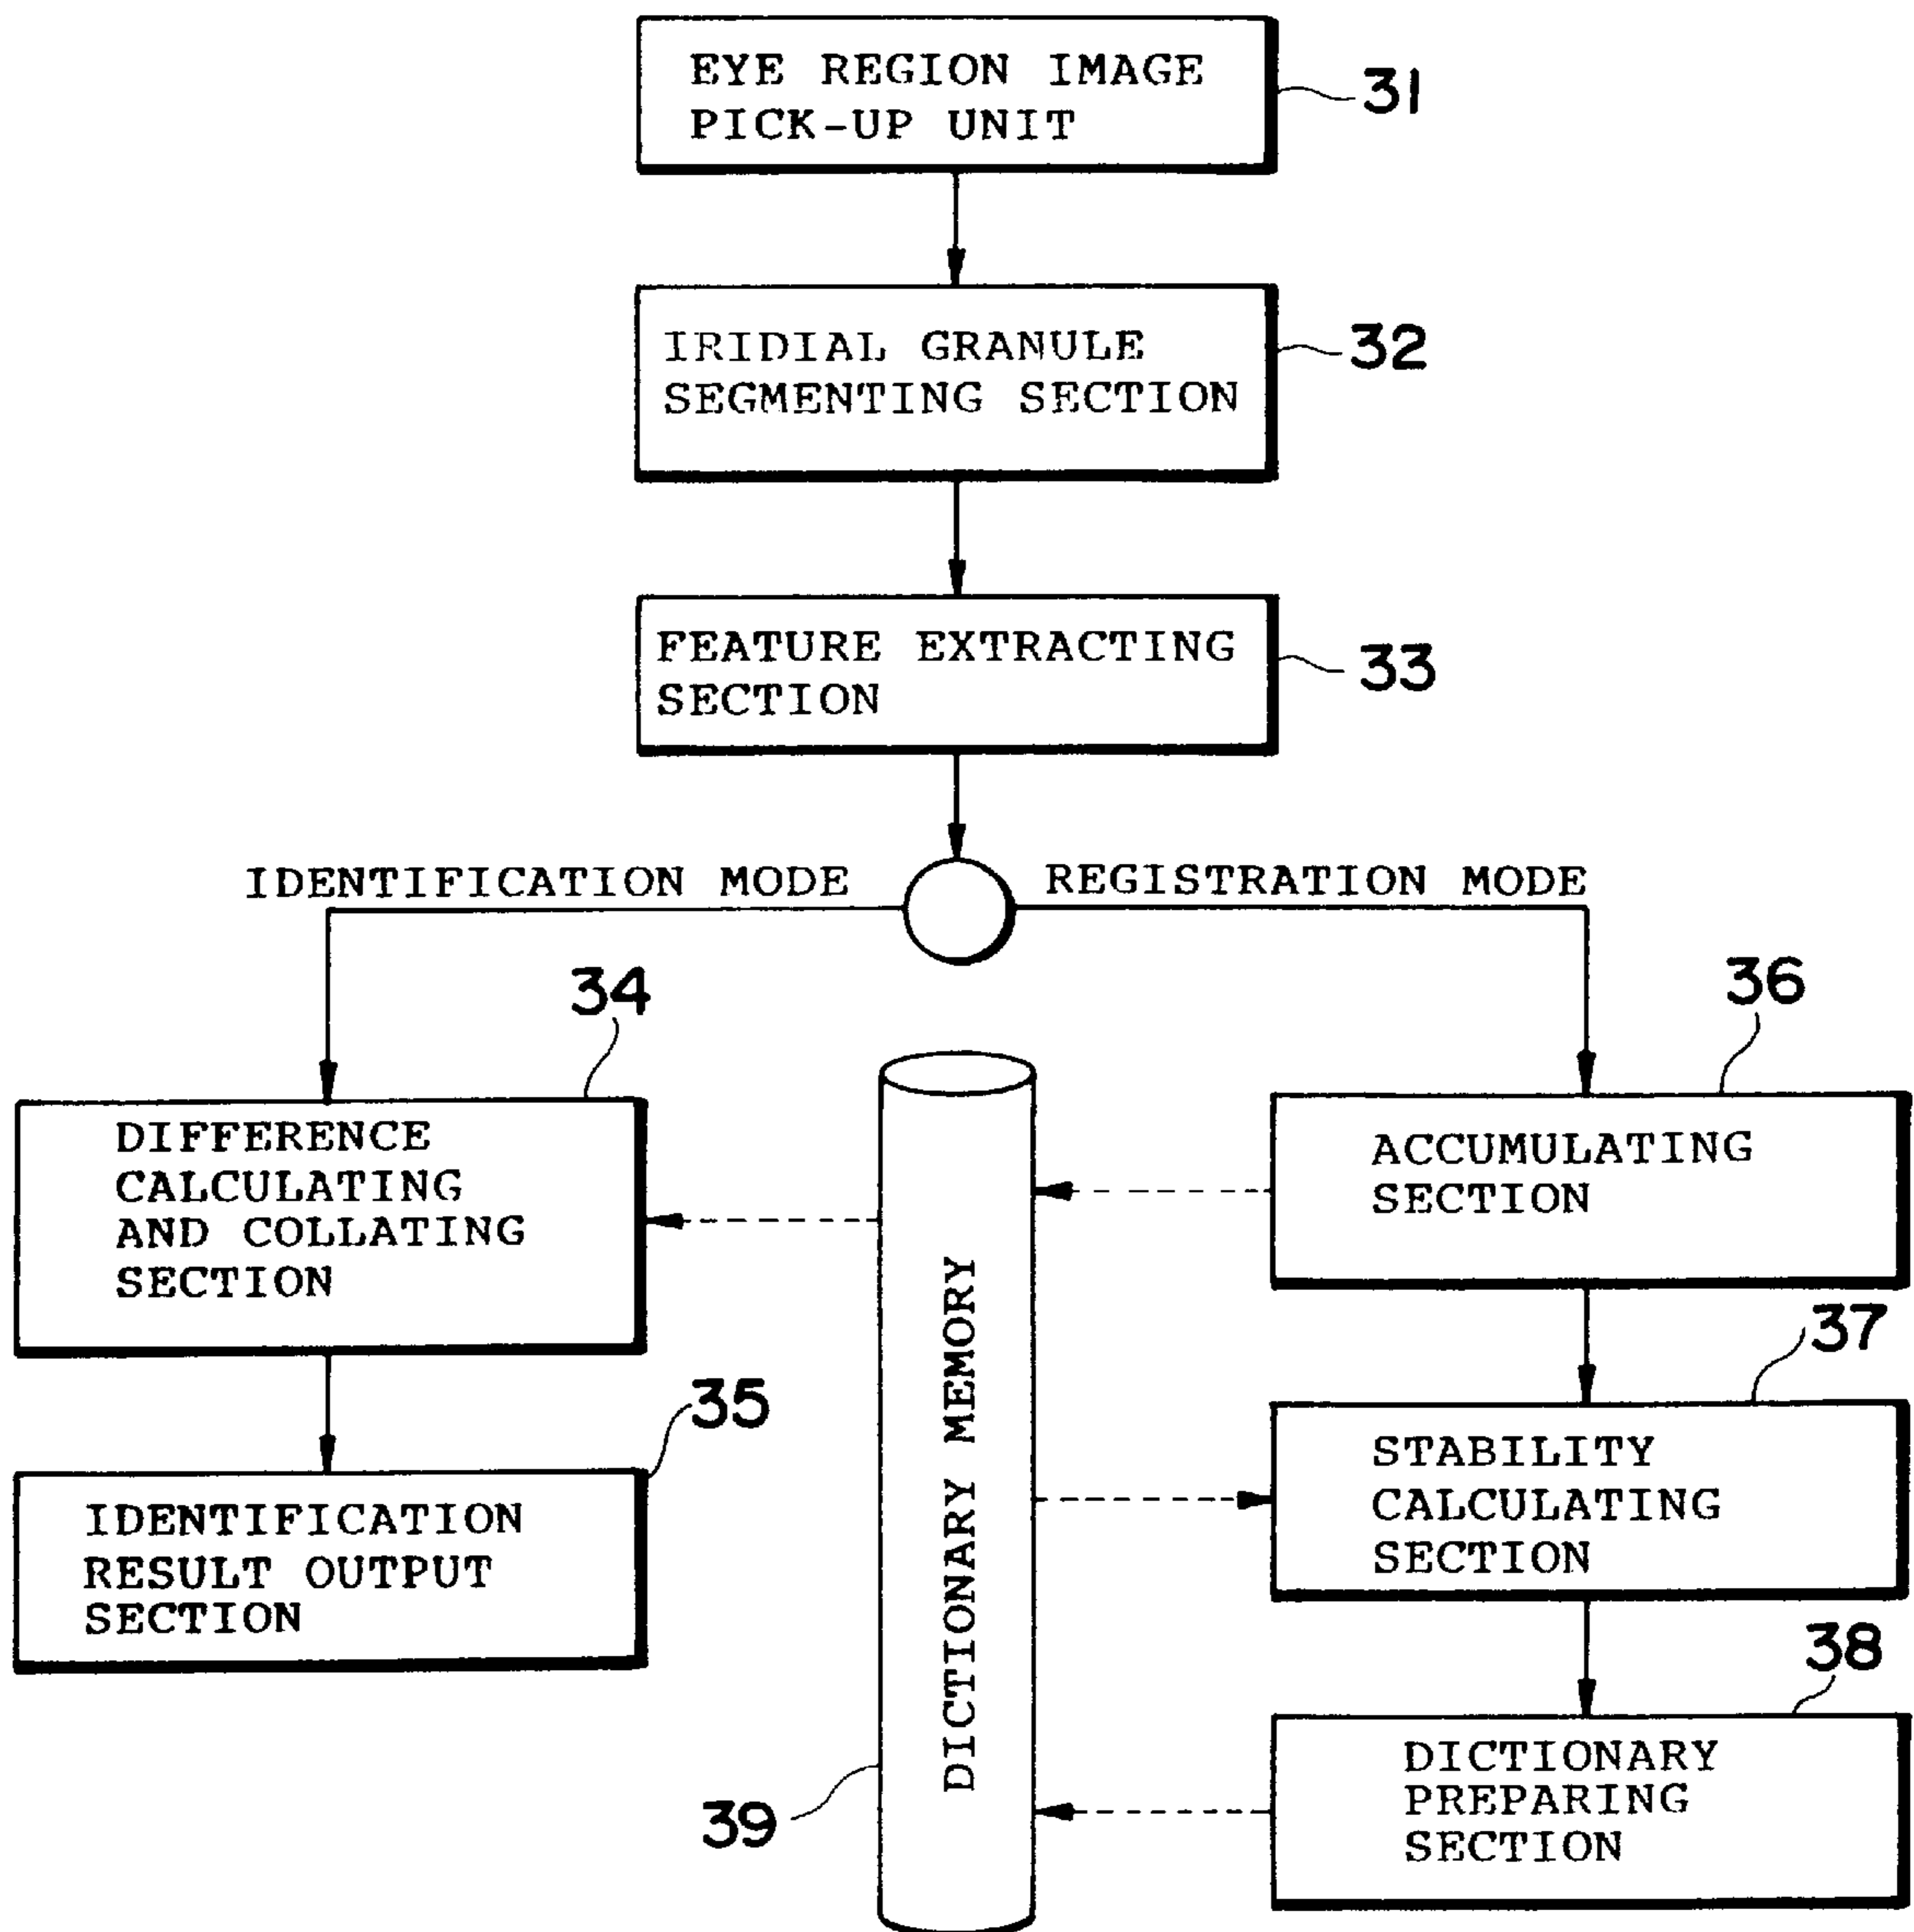 EYE REGION IMAGE
PICK-UP UNIT
31
IRIDIAL GRANULE
SEGMENTING SECTION
32
FEATURE EXTRACTING
SECTION
33
IDENTIFICATION MODE
REGISTRATION MODE
34
DIFFERENCE
CALCULATING
AND COLLATING
SECTION
35
IDENTIFICATION
RESULT OUTPUT
SECTION
DICTIONARY MEMORY
39
36
ACCUMULATING
SECTION
37
STABILITY
CALCULATING
SECTION
38
DICTIONARY
PREPARING
SECTION